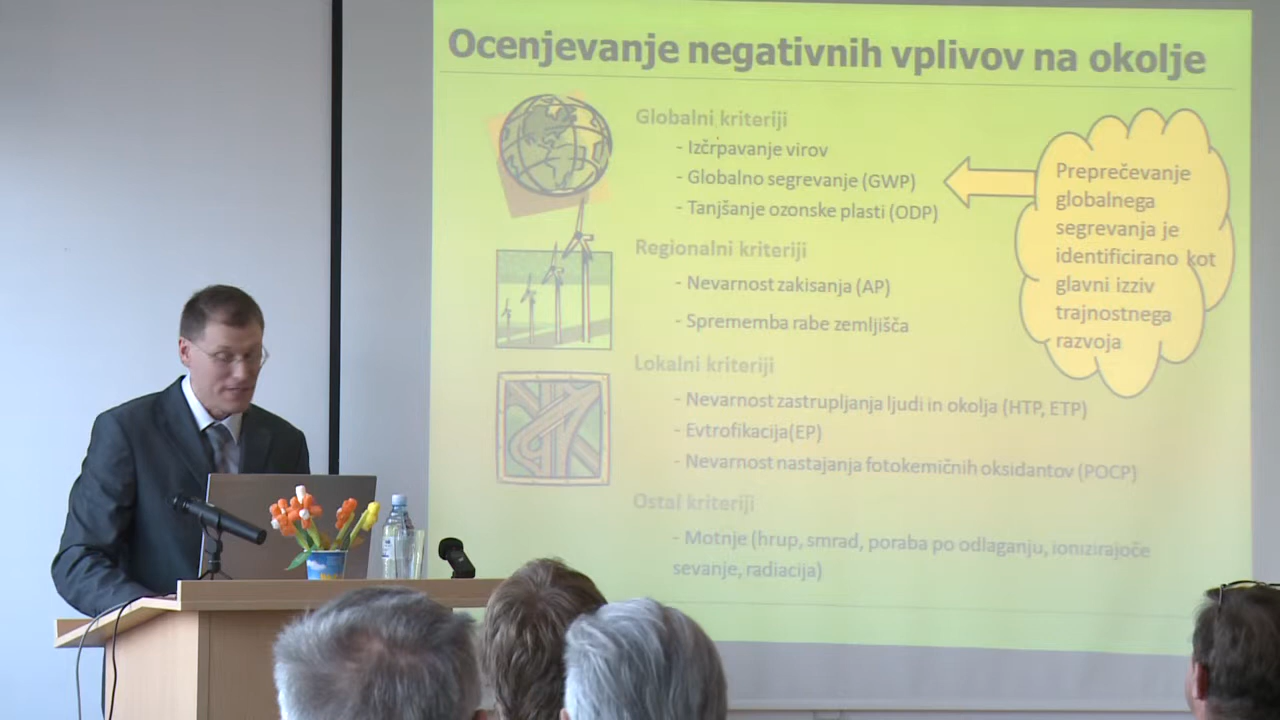 Ocenjevanje negativnih vplivov na okolje
Globalni kriteriji
- Izčrpavanje virov
- Globalno segrevanje (GWP)
- Tanjšanje ozonske plasti (ODP)
Regionalni kriteriji
- Nevarnost zakisanja (AP)
- Sprememba rabe zemljišča
Lokalni kriteriji
- Nevarnost zastrupljanja ljudi in okolja (HTP, ETP)
- Evtrofikacija(EP)
- Nevarnost nastajanja fotokemičnih oksidantov (POCP)
Ostal kriteriji
- Motnje (hrup, smrad, poraba po odlaganju, ionizirajoče
sevanje, radiacija)
Preprečevanje
globalnega
segrevanja je
identificirano kot
glavni izziv
trajnostnega
razvoja